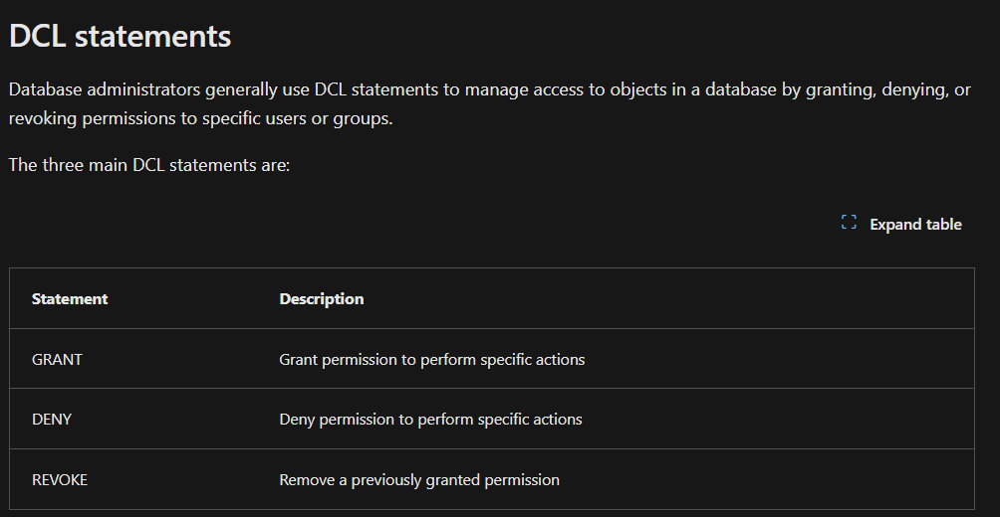 DCL statements
Database administrators generally use DCL statements to manage access to objects in a database by granting, denying, or
revoking permissions to specific users or groups.
The three main DCL statements are:
Expand table
Statement Description
GRANT Grant permission to perform specific actions
DENY Deny permission to perform specific actions
REVOKE Remove a previously granted permission